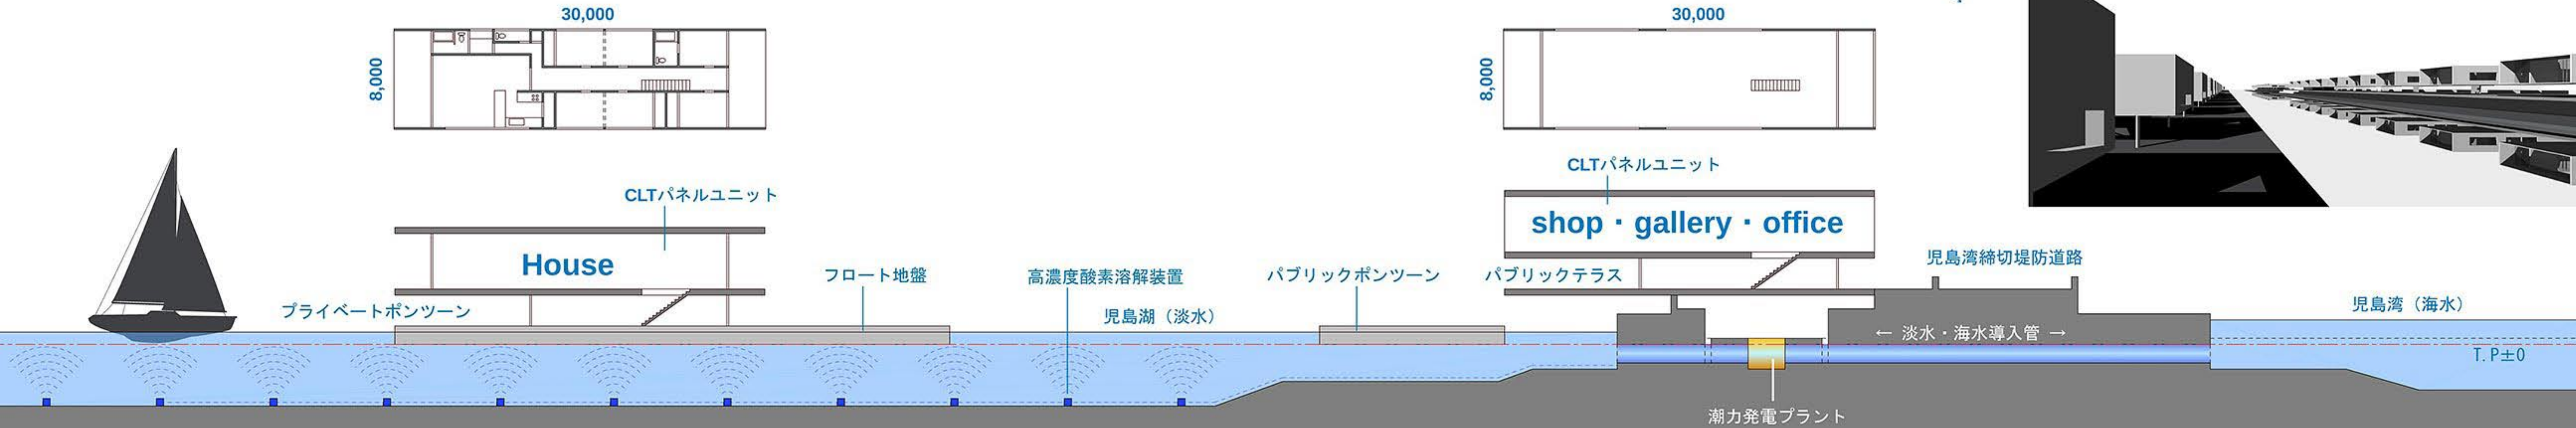 30,000
8,000
30,000
8,000
CLTパネルユニット
CLTパネルユニット
House
shop・gallery・office
プライベートポンツーン
フロート地盤
高濃度酸素溶解装置
児島湖（淡水）
パブリックポンツーン
パブリックテラス
児島湾締切堤防道路
児島湾（海水）
← 淡水・海水導入管 →
T.P±0
潮力発電プラント